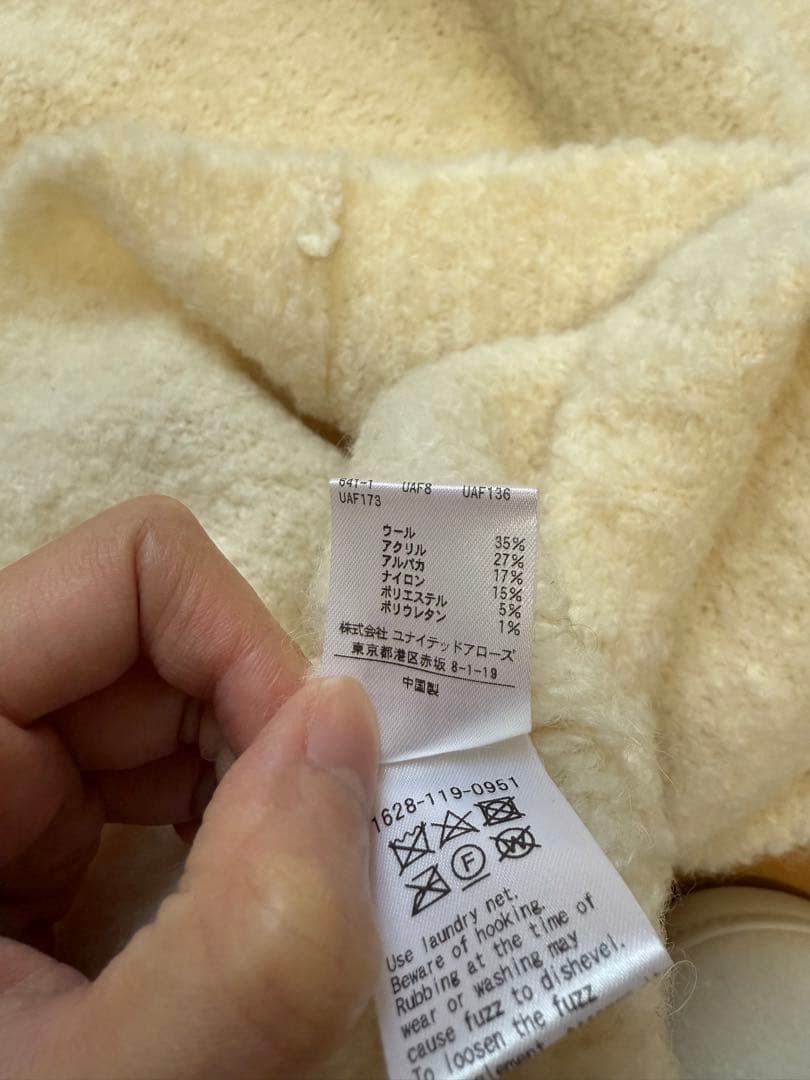 641-1 UAF8 UAF136
UAF173
ウール 35%
アクリル 27%
アルパカ 17%
ナイロン 15%
ポリエステル 5%
ポリウレタン 1%
株式会社 ユナイテッドアローズ
東京都港区赤坂 8-1-19
中国製
1628-119-0951
F
W
Use laundry net.
Beware of hooking.
Rubbing at the time of
wear or washing may
cause fuzz to dishevel.
To loosen the fuzz